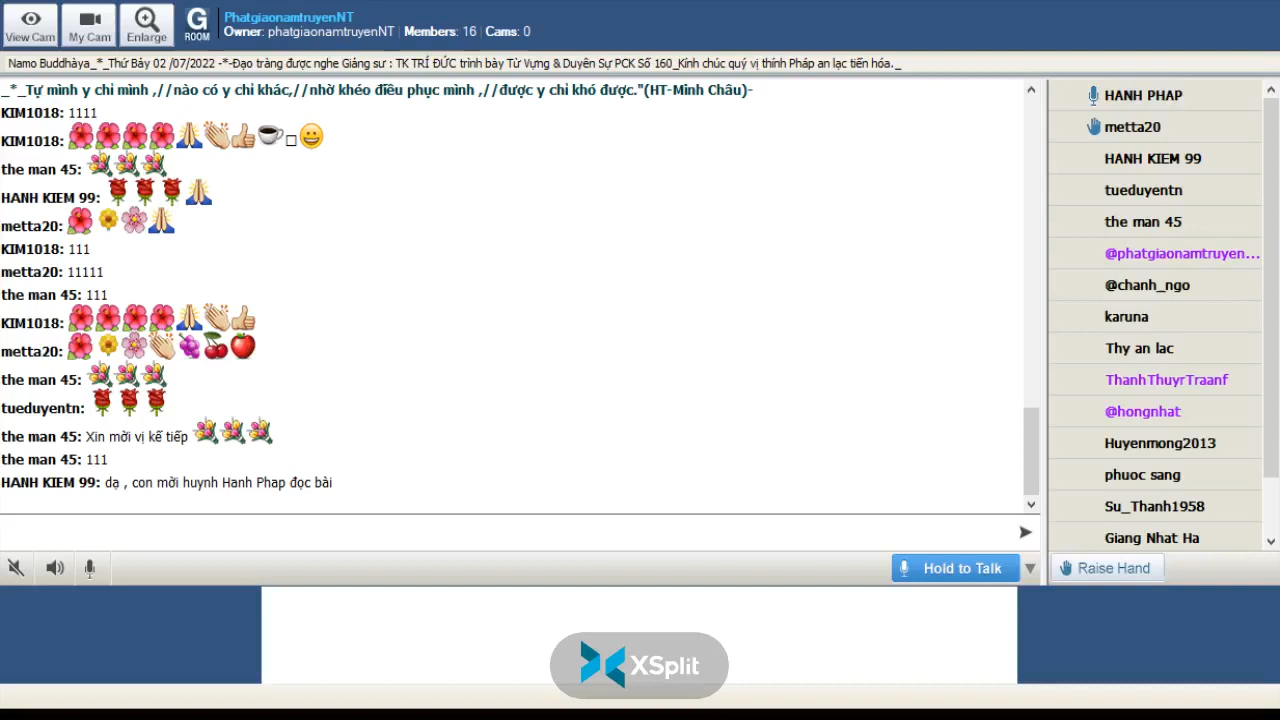 View Cam
My Cam
Enlarge
G
ROOM
PhatgiaonamtruyenNT
Owner: phatgiaonamtruyenNT | Members: 16 | Cams: 0
Namo Buddhàya_*_Thứ Bảy 02 /07/2022 -*-Đạo tràng được nghe Giảng sư : TK TRÍ ĐỨC trình bày Từ Vựng & Duyên Sự PCK Số 160_Kính chúc quý vị thính Pháp an lạc tiến hóa._
_*_Tự mình y chỉ mình ,//nào có y chỉ khác,//nhờ khéo điều phục mình ,//được y chỉ khó được."(HT-Minh Châu)-
KIM1018: 1111
KIM1018: 🌺🌺🌺🌺🙏👏👍☕□😀
the man 45: 💐💐💐
HANH KIEM 99: 🌹🌹🌹🙏
metta20: 🌺🌼🌸🙏
KIM1018: 111
metta20: 11111
the man 45: 111
KIM1018: 🌺🌺🌺🌺🙏👏👍
metta20: 🌺🌼🌸👏🍇🍒🍎
the man 45: 💐💐💐
tueduyentn: 🌹🌹🌹
the man 45: Xin mời vị kế tiếp 💐💐💐
the man 45: 111
HANH KIEM 99: dạ , con mời huynh Hanh Phap đọc bài
Hold to Talk
HANH PHAP
metta20
HANH KIEM 99
tueduyentn
the man 45
@phatgiaonamtruyen...
@chanh_ngo
karuna
Thy an lac
ThanhThuyrTraanf
@hongnhat
Huyenmong2013
phuoc sang
Su_Thanh1958
Giang Nhat Ha
Raise Hand
XSplit